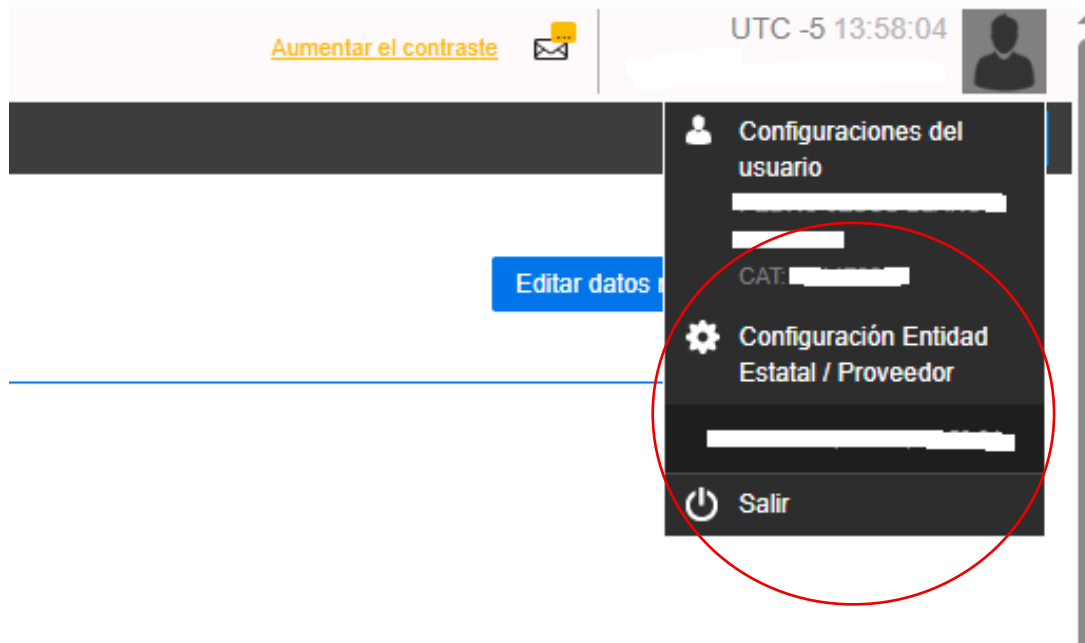 UTC -5 13:58:04
Aumentar el contraste
Configuraciones del
usuario
CAT:
Editar datos
Configuración Entidad
Estatal / Proveedor
Salir